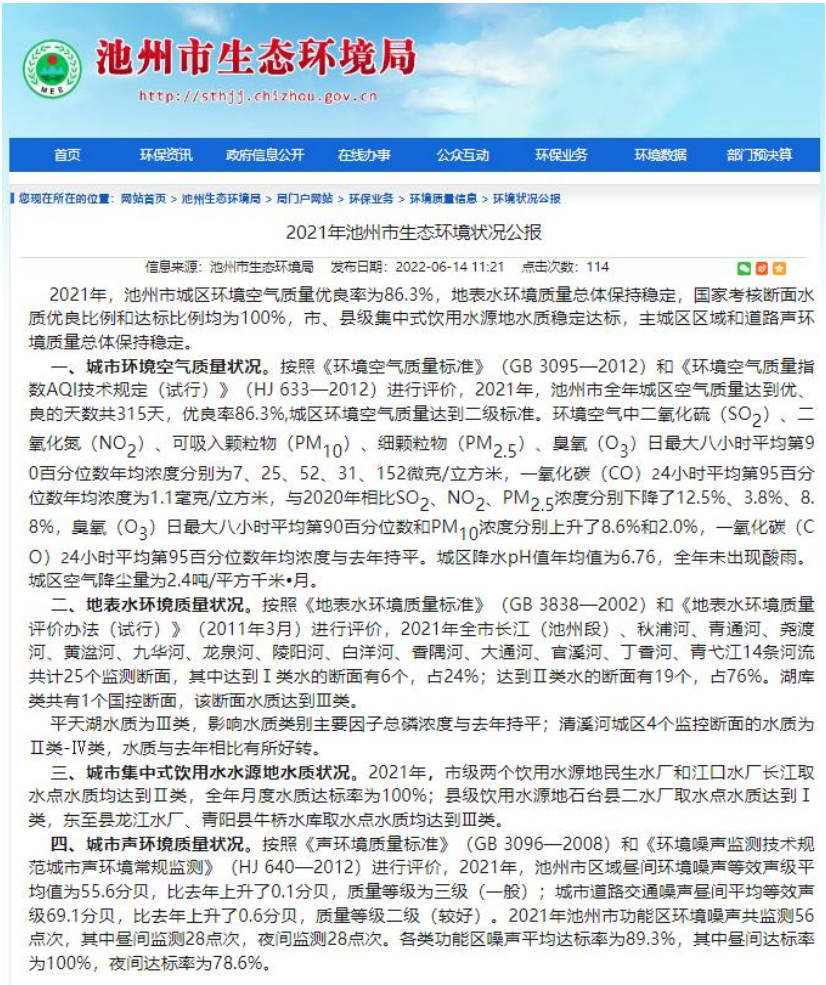 MEE
池州市生态环境局
http://sthjj.chizhou.gov.cn
首页 环保资讯 政府信息公开 在线办事 公众互动 环保业务 环境数据 部门预决算
您现在所在的位置：网站首页 > 池州生态环境局 > 局门户网站 > 环保业务 > 环境质量信息 > 环境状况公报
2021年池州市生态环境状况公报
信息来源：池州市生态环境局 发布日期：2022-06-14 11:21 点击次数：114
2021年，池州市城区环境空气质量优良率为86.3%，地表水环境质量总体保持稳定，国家考核断面水
质优良比例和达标比例均为100%，市、县级集中式饮用水源地水质稳定达标，主城区区域和道路声环
境质量总体保持稳定。
一、城市环境空气质量状况。按照《环境空气质量标准》（GB 3095—2012）和《环境空气质量指
数AQI技术规定（试行）》（HJ 633—2012）进行评价，2021年，池州市全年城区空气质量达到优、
良的天数共315天，优良率86.3%,城区环境空气质量达到二级标准。环境空气中二氧化硫（SO2）、二
氧化氮（NO2）、可吸入颗粒物（PM10）、细颗粒物（PM2.5）、臭氧（O3）日最大八小时平均第9
0百分位数年均浓度分别为7、25、52、31、152微克/立方米，一氧化碳（CO）24小时平均第95百分
位数年均浓度为1.1毫克/立方米，与2020年相比SO2、NO2、PM2.5浓度分别下降了12.5%、3.8%、8.
8%，臭氧（O3）日最大八小时平均第90百分位数和PM10浓度分别上升了8.6%和2.0%，一氧化碳（C
O）24小时平均第95百分位数年均浓度与去年持平。城区降水pH值年均值为6.76，全年未出现酸雨。
城区空气降尘量为2.4吨/平方千米•月。
二、地表水环境质量状况。按照《地表水环境质量标准》（GB 3838—2002）和《地表水环境质量
评价办法（试行）》（2011年3月）进行评价，2021年全市长江（池州段）、秋浦河、青通河、尧渡
河、黄湓河、九华河、龙泉河、陵阳河、白洋河、香隅河、大通河、官溪河、丁香河、青弋江14条河流
共计25个监测断面，其中达到Ⅰ类水的断面有6个，占24%；达到Ⅱ类水的断面有19个，占76%。湖库
类共有1个国控断面，该断面水质达到Ⅲ类。
平天湖水质为Ⅲ类，影响水质类别主要因子总磷浓度与去年持平；清溪河城区4个监控断面的水质为
Ⅱ类-Ⅳ类，水质与去年相比有所好转。
三、城市集中式饮用水水源地水质状况。2021年，市级两个饮用水源地民生水厂和江口水厂长江取
水点水质均达到Ⅱ类，全年月度水质达标率为100%；县级饮用水源地石台县二水厂取水点水质达到Ⅰ
类，东至县龙江水厂、青阳县牛桥水库取水点水质均达到Ⅲ类。
四、城市声环境质量状况。按照《声环境质量标准》（GB 3096—2008）和《环境噪声监测技术规
范城市声环境常规监测》（HJ 640—2012）进行评价，2021年，池州市区域昼间环境噪声等效声级平
均值为55.6分贝，比去年上升了0.1分贝，质量等级为三级（一般）；城市道路交通噪声昼间平均等效声
级69.1分贝，比去年上升了0.6分贝，质量等级二级（较好）。2021年池州市功能区环境噪声共监测56
点次，其中昼间监测28点次，夜间监测28点次。各类功能区噪声平均达标率为89.3%，其中昼间达标率
为100%，夜间达标率为78.6%。